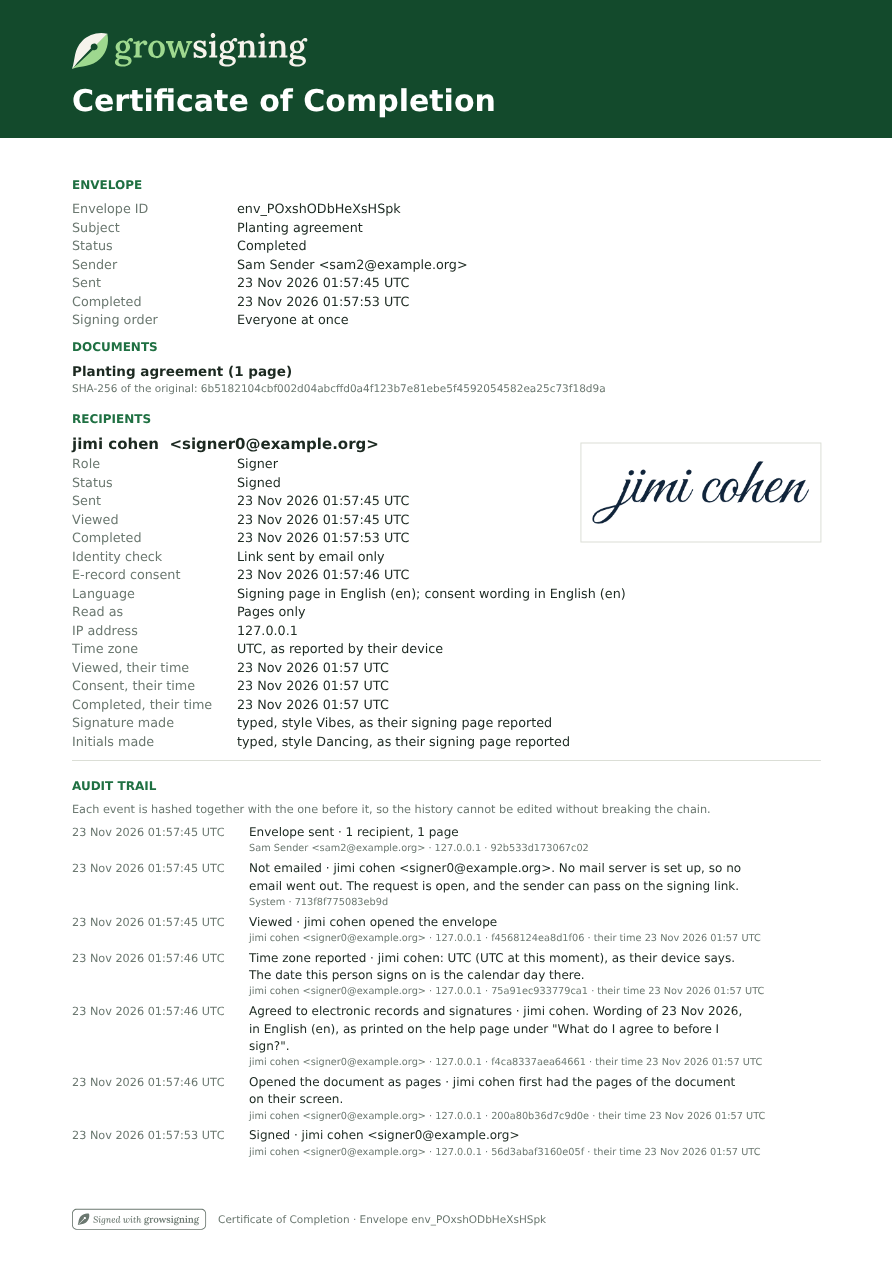 growsigning
Certificate of Completion
ENVELOPE
Envelope ID env_POxshODbHeXsHSpk
Subject Planting agreement
Status Completed
Sender Sam Sender <sam2@example.org>
Sent 23 Nov 2026 01:57:45 UTC
Completed 23 Nov 2026 01:57:53 UTC
Signing order Everyone at once
DOCUMENTS
Planting agreement (1 page)
SHA-256 of the original: 6b5182104cbf002d04abcffd0a4f123b7e81ebe5f4592054582ea25c73f18d9a
RECIPIENTS
jimi cohen <signer0@example.org>
jimi cohen
Role Signer
Status Signed
Sent 23 Nov 2026 01:57:45 UTC
Viewed 23 Nov 2026 01:57:45 UTC
Completed 23 Nov 2026 01:57:53 UTC
Identity check Link sent by email only
E-record consent 23 Nov 2026 01:57:46 UTC
Language Signing page in English (en); consent wording in English (en)
Read as Pages only
IP address 127.0.0.1
Time zone UTC, as reported by their device
Viewed, their time 23 Nov 2026 01:57 UTC
Consent, their time 23 Nov 2026 01:57 UTC
Completed, their time 23 Nov 2026 01:57 UTC
Signature made typed, style Vibes, as their signing page reported
Initials made typed, style Dancing, as their signing page reported
AUDIT TRAIL
Each event is hashed together with the one before it, so the history cannot be edited without breaking the chain.
23 Nov 2026 01:57:45 UTC Envelope sent · 1 recipient, 1 page
Sam Sender <sam2@example.org> · 127.0.0.1 · 92b533d173067c02
23 Nov 2026 01:57:45 UTC Not emailed · jimi cohen <signer0@example.org>. No mail server is set up, so no
email went out. The request is open, and the sender can pass on the signing link.
System · 713f8f775083eb9d
23 Nov 2026 01:57:45 UTC Viewed · jimi cohen opened the envelope
jimi cohen <signer0@example.org> · 127.0.0.1 · f4568124ea8d1f06 · their time 23 Nov 2026 01:57 UTC
23 Nov 2026 01:57:46 UTC Time zone reported · jimi cohen: UTC (UTC at this moment), as their device says.
The date this person signs on is the calendar day there.
jimi cohen <signer0@example.org> · 127.0.0.1 · 75a91ec933779ca1 · their time 23 Nov 2026 01:57 UTC
23 Nov 2026 01:57:46 UTC Agreed to electronic records and signatures · jimi cohen. Wording of 23 Nov 2026,
in English (en), as printed on the help page under "What do I agree to before I
sign?".
jimi cohen <signer0@example.org> · 127.0.0.1 · f4ca8337aea64661 · their time 23 Nov 2026 01:57 UTC
23 Nov 2026 01:57:46 UTC Opened the document as pages · jimi cohen first had the pages of the document
on their screen.
jimi cohen <signer0@example.org> · 127.0.0.1 · 200a80b36d7c9d0e · their time 23 Nov 2026 01:57 UTC
23 Nov 2026 01:57:53 UTC Signed · jimi cohen <signer0@example.org>
jimi cohen <signer0@example.org> · 127.0.0.1 · 56d3abaf3160e05f · their time 23 Nov 2026 01:57 UTC
Signed with growsigning Certificate of Completion · Envelope env_POxshODbHeXsHSpk